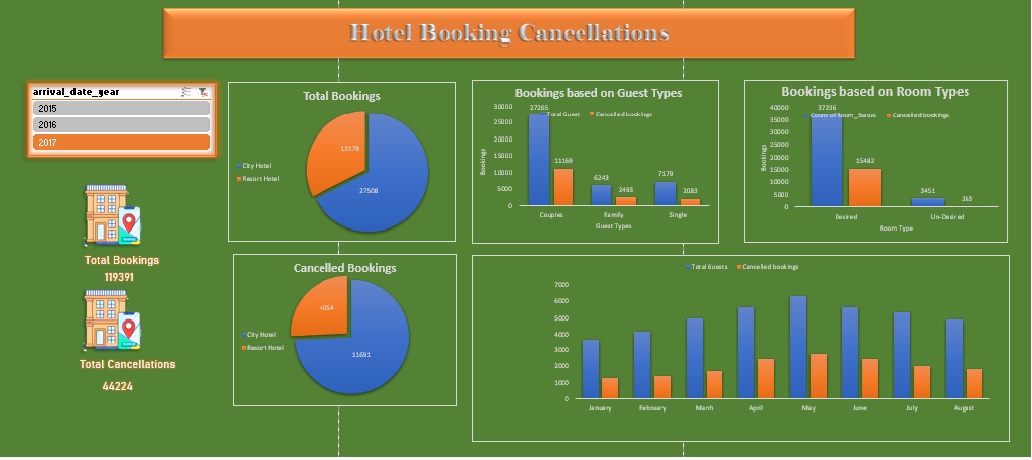 Hotel Booking Cancellations
arrival_date_year
2015
2016
2017
Total Bookings
119391
Total Cancellations
44224
Total Bookings
City Hotel
Resort Hotel
13179
27508
Cancelled Bookings
City Hotel
Resort Hotel
4054
11691
Bookings based on Guest Types
Total Guest
Cancelled bookings
Bookings
30000
25000
20000
15000
10000
5000
0
27265
11169
6243
2493
7179
2083
Couples
Family
Single
Guest Types
Bookings based on Room Types
Count of Room_Status
Cancelled bookings
Bookings
40000
35000
30000
25000
20000
15000
10000
5000
0
37236
15482
3451
263
Desired
Un-Desired
Room Type
Total Guests
Cancelled bookings
7000
6000
5000
4000
3000
2000
1000
0
January
February
March
April
May
June
July
August